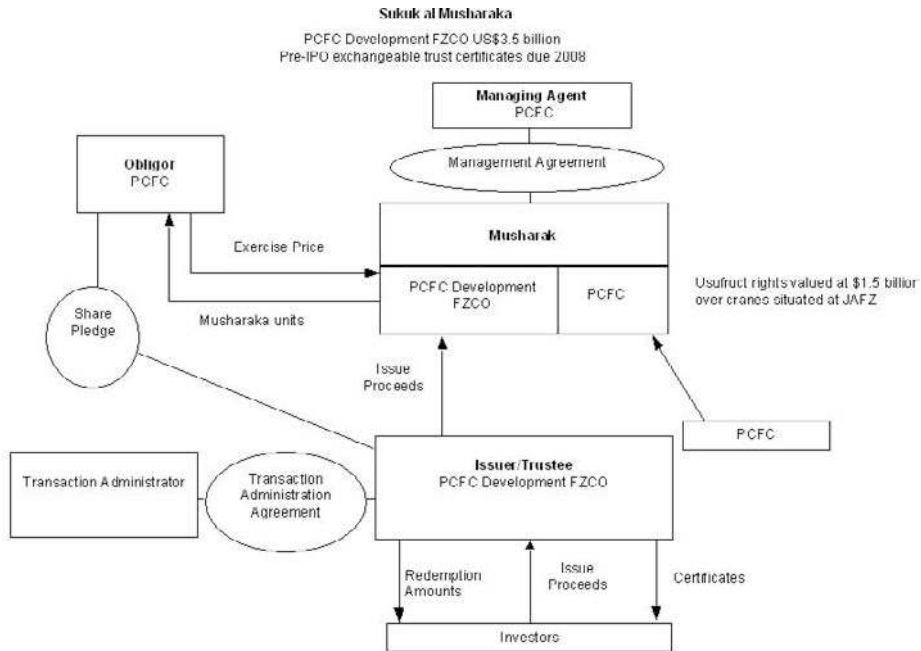 Sukuk al Musharaka
PCFC Development FZCO US$3.5 billion
Pre-IPO exchangeable trust certificates due 2008
Managing Agent
PCFC
Management Agreement
Obligor
PCFC
Musharak
Exercise Price
PCFC Development
FZCO
PCFC
Usufruct rights valued at $1.5 billion
over cranes situated at JAFZ
Musharaka units
Share
Pledge
Issue
Proceeds
PCFC
Issuer/Trustee
PCFC Development FZCO
Transaction Administrator
Transaction
Administration
Agreement
Redemption
Amounts
Issue
Proceeds
Certificates
Investors